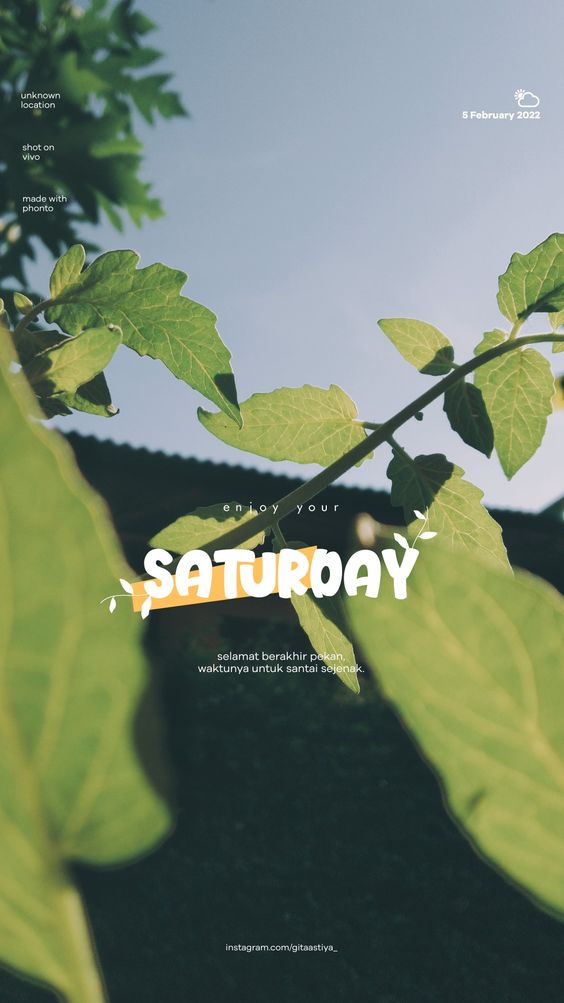 unknown
location
5 February 2022
shot on
vivo
made with
phonto
enjoy your
SATURDAY
selamat berakhir pekan,
waktunya untuk santai sejenak.
instagram.com/gitaastiya_